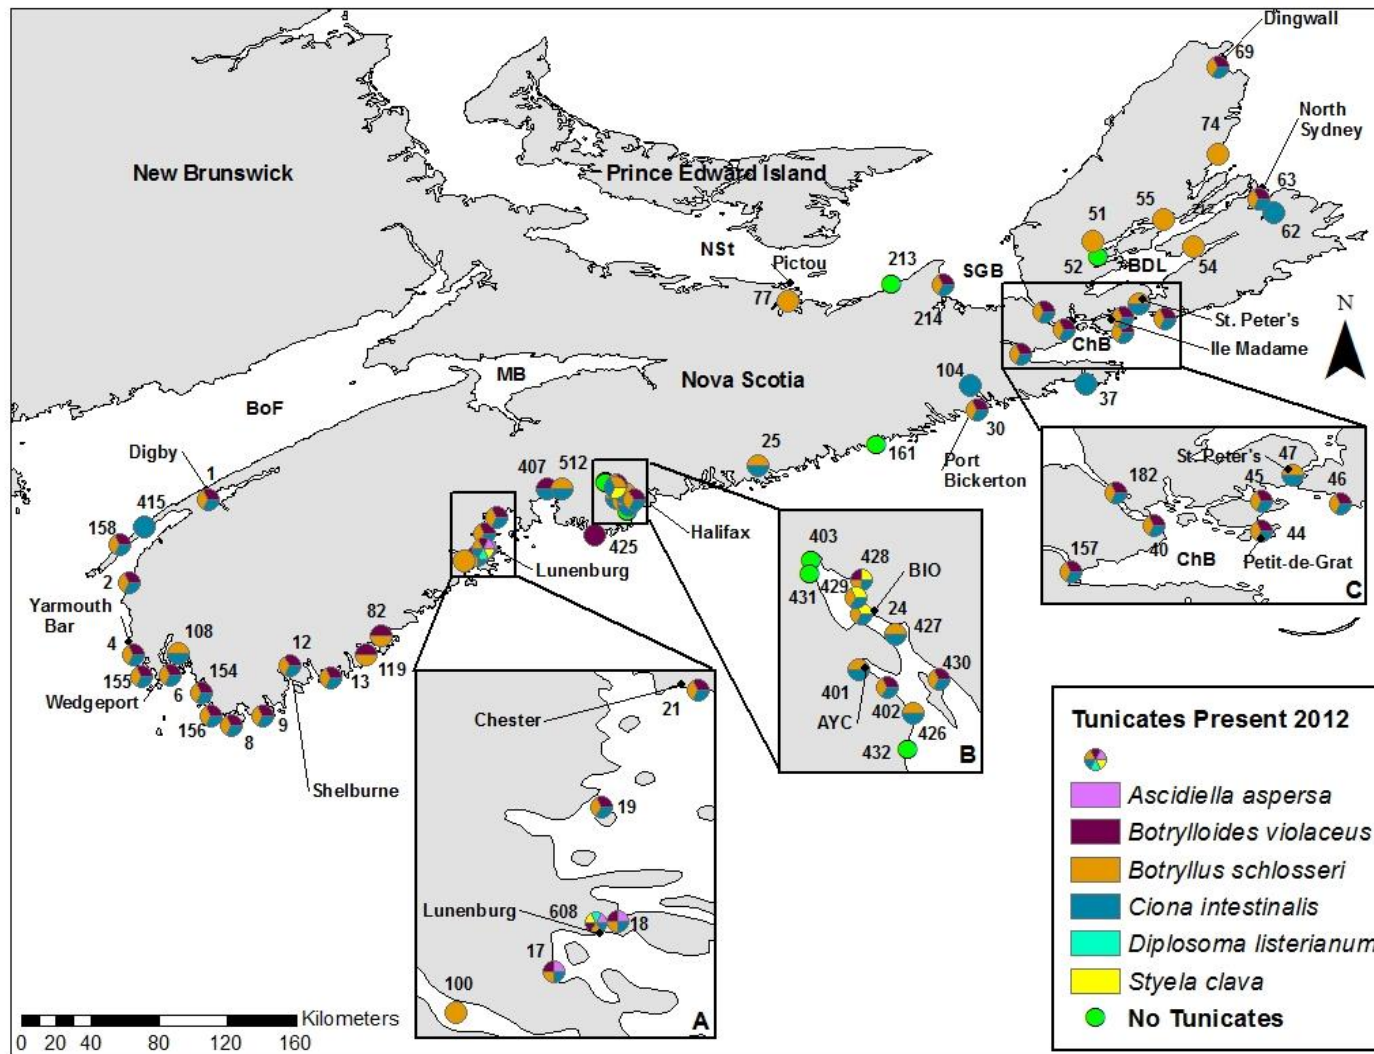 Dingwall
69
North
Sydney
74
63
New Brunswick
Prince Edward Island
55
51
62
213
NSt
SGB
52
BDL
54
Pictou
77
214
N
St. Peter's
ChB
Ile Madame
MB
Nova Scotia
104
37
BoF
30
25
161
Port
Bickerton
Digby
1
407
512
415
158
Halifax
425
Lunenburg
2
Yarmouth
Bar
82
108
12
4
119
154
155
6
13
Wedgeport
156
8
9
Shelburne
St. Peter's
47
182
45
46
40
44
157
ChB
Petit-de-Grat
C
403
428
BIO
429
431
24
427
430
401
402
AYC
426
432
B
Chester
21
19
Lunenburg
608
18
17
100
A
Tunicates Present 2012
Ascidiella aspersa
Botrylloides violaceus
Botryllus schlosseri
Ciona intestinalis
Diplosoma listerianum
Styela clava
No Tunicates
Kilometers
0 20 40 80 120 160